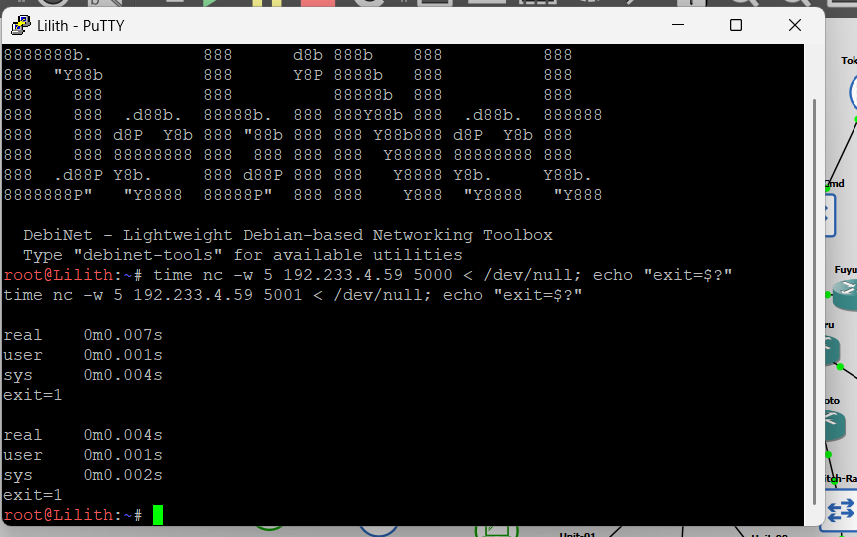 Lilith - PuTTY
8888888b.           888      d8b 888b    888          888
888  "Y88b          888      Y8P 8888b   888          888
888    888          888          88888b  888          888
888    888  .d88b.  88888b.  888 888Y88b 888  .d88b.  888888
888    888 d8P  Y8b 888 "88b 888 888 Y88b888 d8P  Y8b 888
888    888 88888888 888  888 888 888  Y88888 88888888 888
888  .d88P Y8b.     888 d88P 888 888   Y8888 Y8b.     Y88b.
8888888P"   "Y8888  88888P"  888 888    Y888  "Y8888   "Y888
DebiNet - Lightweight Debian-based Networking Toolbox
Type "debinet-tools" for available utilities
root@Lilith:~# time nc -w 5 192.233.4.59 5000 < /dev/null; echo "exit=$?"
time nc -w 5 192.233.4.59 5001 < /dev/null; echo "exit=$?"
real    0m0.007s
user    0m0.001s
sys     0m0.004s
exit=1
real    0m0.004s
user    0m0.001s
sys     0m0.002s
exit=1
root@Lilith:~#